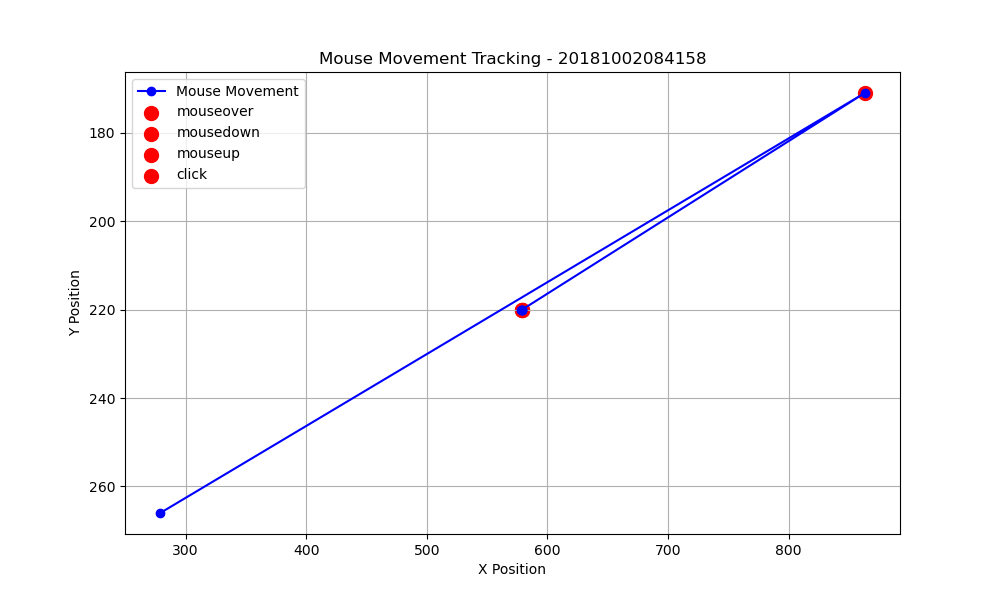 Mouse Movement Tracking - 20181002084158
Mouse Movement
mouseover
mousedown
mouseup
click
180
200
220
240
260
Y Position
300 400 500 600 700 800
X Position